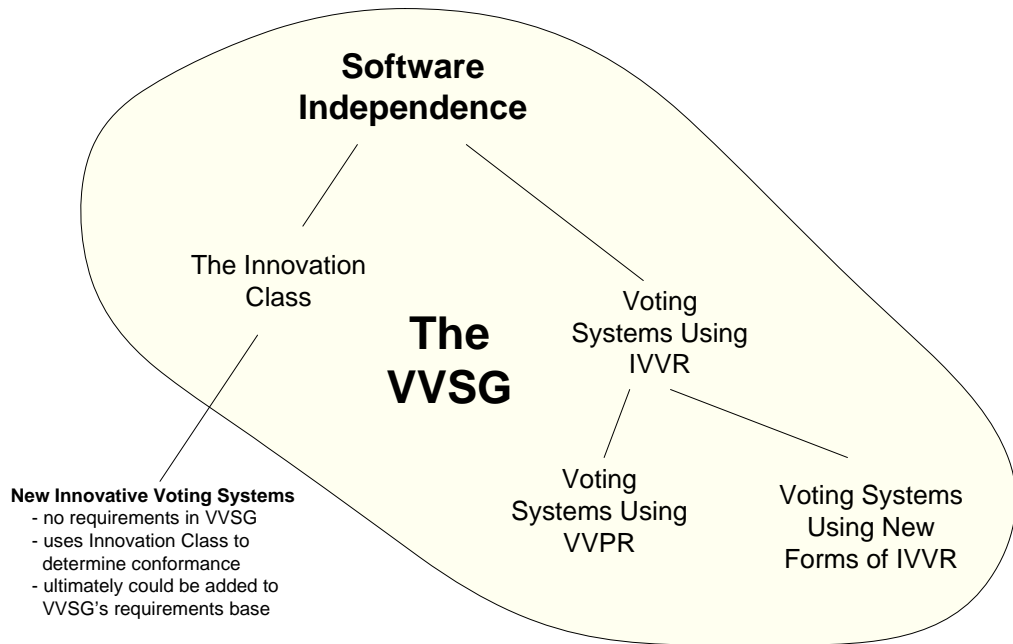 Software
Independence
The Innovation
Class
The
VVSG
Voting
Systems Using
IVVR
New Innovative Voting Systems
- no requirements in VVSG
- uses Innovation Class to
determine conformance
- ultimately could be added to
VVSG's requirements base
Voting
Systems Using
VVPR
Voting Systems
Using New
Forms of IVVR